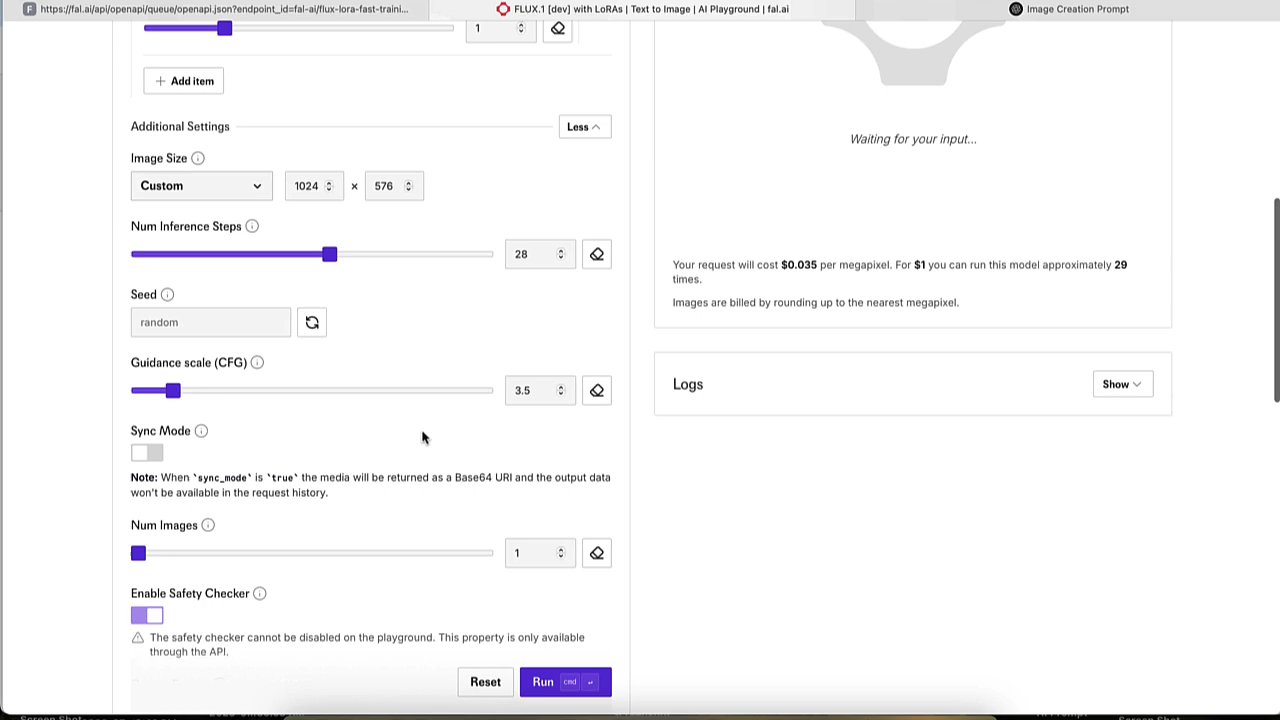 https://fal.ai/api/openapi/queue/openapi.json?endpoint_id=fal-ai/flux-lora-fast-traini...
FLUX.1 [dev] with LoRAs | Text to Image | AI Playground | fal.ai
Image Creation Prompt
1
Add item
Additional Settings
Less
Image Size
Custom
1024 × 576
Num Inference Steps
28
Seed
random
Guidance scale (CFG)
3.5
Sync Mode
Note: When `sync_mode` is `true` the media will be returned as a Base64 URI and the output data
won't be available in the request history.
Num Images
1
Enable Safety Checker
The safety checker cannot be disabled on the playground. This property is only available
through the API.
Reset
Run cmd
Waiting for your input...
Your request will cost $0.035 per megapixel. For $1 you can run this model approximately 29
times.
Images are billed by rounding up to the nearest megapixel.
Logs
Show